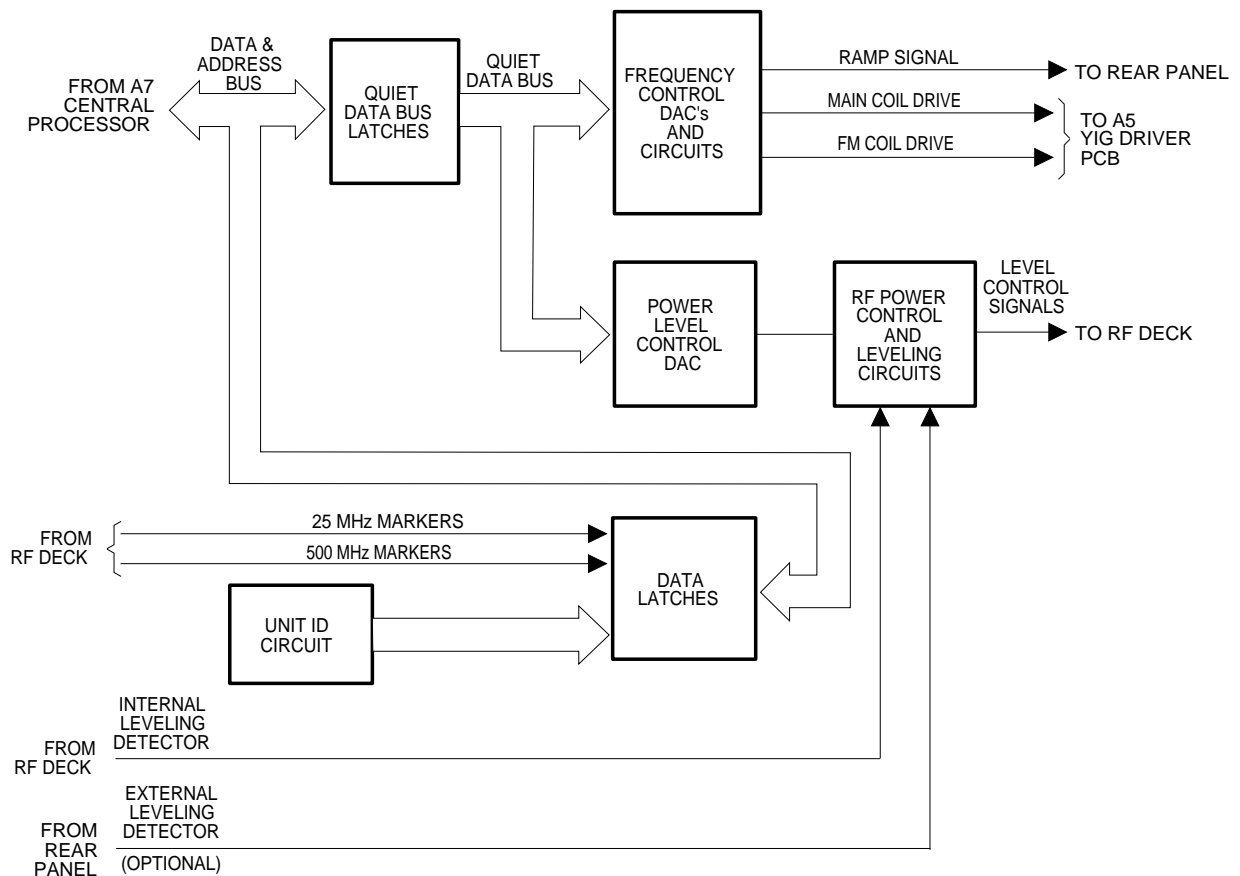 DATA &
ADDRESS
BUS
FROM A7
CENTRAL
PROCESSOR
QUIET
DATA BUS
LATCHES
QUIET
DATA BUS
FREQUENCY
CONTROL
DAC's
AND
CIRCUITS
RAMP SIGNAL
TO REAR PANEL
MAIN COIL DRIVE
FM COIL DRIVE
TO A5
YIG DRIVER
PCB
POWER
LEVEL
CONTROL
DAC
RF POWER
CONTROL
AND
LEVELING
CIRCUITS
LEVEL
CONTROL
SIGNALS
TO RF DECK
FROM
RF DECK
25 MHz MARKERS
500 MHz MARKERS
DATA
LATCHES
UNIT ID
CIRCUIT
INTERNAL
LEVELING
DETECTOR
FROM
RF DECK
EXTERNAL
LEVELING
DETECTOR
(OPTIONAL)
FROM
REAR
PANEL